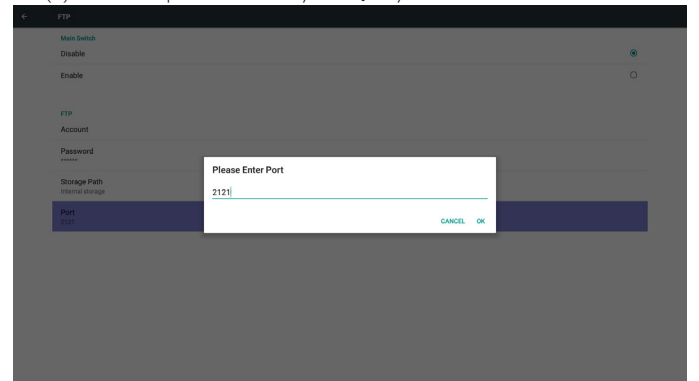 FTP
Main Switch
Disable
Enable
FTP
Account
Password
******
Storage Path
Internal storage
Port
2121
Please Enter Port
2121
CANCEL OK